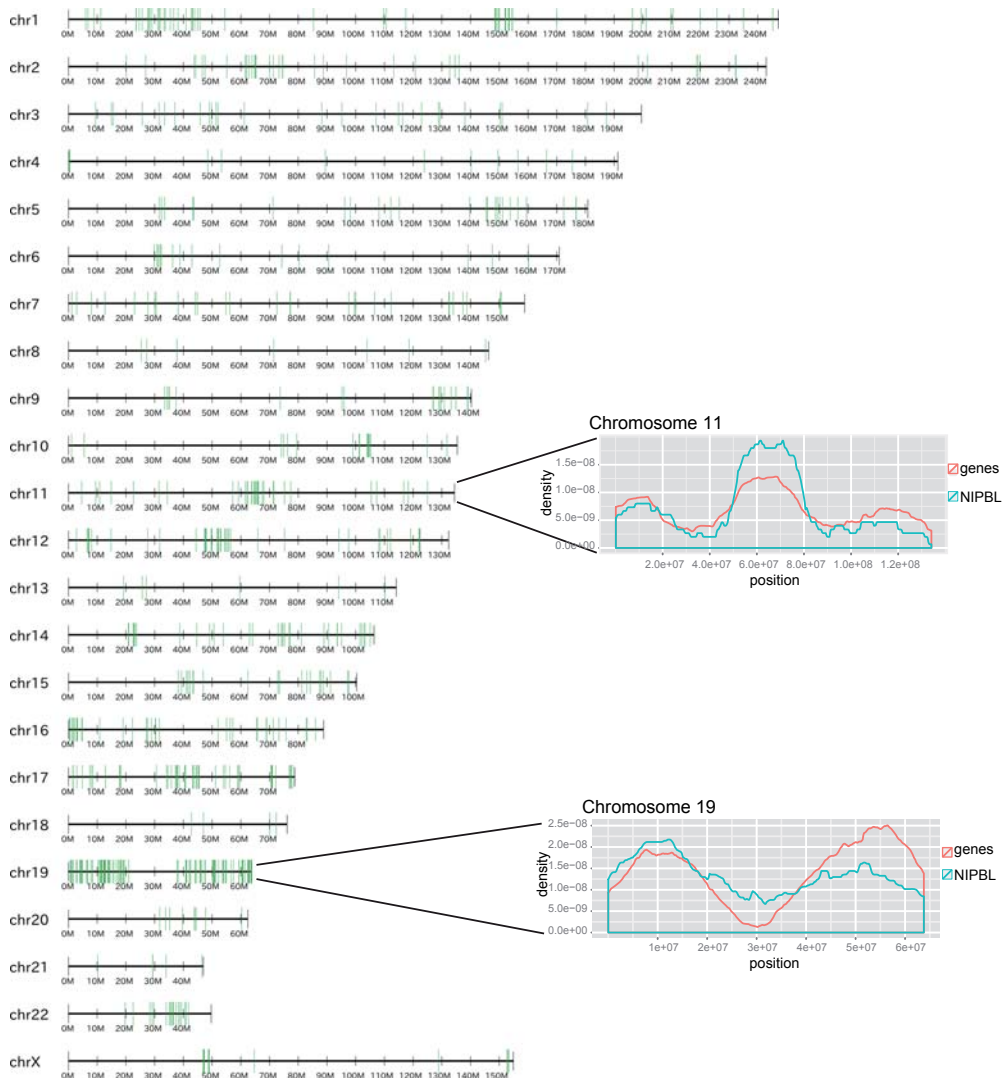 chr1
0M 10M 20M 30M 40M 50M 60M 70M 80M 90M 100M 110M 120M 130M 140M 150M 160M 170M 180M 190M 200M 210M 220M 230M 240M
chr2
0M 10M 20M 30M 40M 50M 60M 70M 80M 90M 100M 110M 120M 130M 140M 150M 160M 170M 180M 190M 200M 210M 220M 230M 240M
chr3
0M 10M 20M 30M 40M 50M 60M 70M 80M 90M 100M 110M 120M 130M 140M 150M 160M 170M 180M 190M
chr4
0M 10M 20M 30M 40M 50M 60M 70M 80M 90M 100M 110M 120M 130M 140M 150M 160M 170M 180M 190M
chr5
0M 10M 20M 30M 40M 50M 60M 70M 80M 90M 100M 110M 120M 130M 140M 150M 160M 170M 180M
chr6
0M 10M 20M 30M 40M 50M 60M 70M 80M 90M 100M 110M 120M 130M 140M 150M 160M 170M
chr7
0M 10M 20M 30M 40M 50M 60M 70M 80M 90M 100M 110M 120M 130M 140M 150M
chr8
0M 10M 20M 30M 40M 50M 60M 70M 80M 90M 100M 110M 120M 130M 140M
chr9
0M 10M 20M 30M 40M 50M 60M 70M 80M 90M 100M 110M 120M 130M 140M
chr10
0M 10M 20M 30M 40M 50M 60M 70M 80M 90M 100M 110M 120M 130M
chr11
0M 10M 20M 30M 40M 50M 60M 70M 80M 90M 100M 110M 120M 130M
Chromosome 11
density
1.5e−08
1.0e−08
5.0e−09
0.0e+00
2.0e+07 4.0e+07 6.0e+07 8.0e+07 1.0e+08 1.2e+08
position
genes
NIPBL
chr12
0M 10M 20M 30M 40M 50M 60M 70M 80M 90M 100M 110M 120M 130M
chr13
0M 10M 20M 30M 40M 50M 60M 70M 80M 90M 100M 110M
chr14
0M 10M 20M 30M 40M 50M 60M 70M 80M 90M 100M
chr15
0M 10M 20M 30M 40M 50M 60M 70M 80M 90M 100M
chr16
0M 10M 20M 30M 40M 50M 60M 70M
chr17
0M 10M 20M 30M 40M 50M 60M
chr18
0M 10M 20M 30M 40M 50M 60M 70M
chr19
0M 10M 20M 30M 40M 50M 60M
Chromosome 19
density
2.5e−08
2.0e−08
1.5e−08
1.0e−08
5.0e−09
0.0e+00
1e+07 2e+07 3e+07 4e+07 5e+07 6e+07
position
genes
NIPBL
chr20
0M 10M 20M 30M 40M 50M 60M
chr21
0M 10M 20M 30M 40M
chr22
0M 10M 20M 30M 40M
chrX
0M 10M 20M 30M 40M 50M 60M 70M 80M 90M 100M 110M 120M 130M 140M 150M